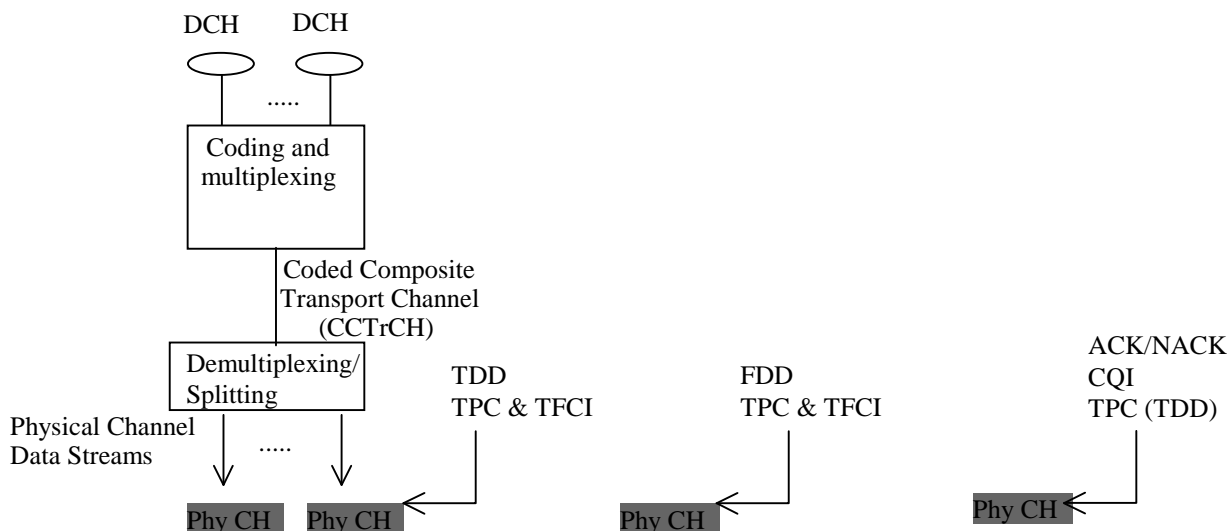 DCH DCH
.....
Coding and
multiplexing
Coded Composite
Transport Channel
(CCTrCH)
Demultiplexing/
Splitting
Physical Channel
Data Streams
.....
TDD
TPC & TFCI
FDD
TPC & TFCI
ACK/NACK
CQI
TPC (TDD)
Phy CH Phy CH Phy CH Phy CH